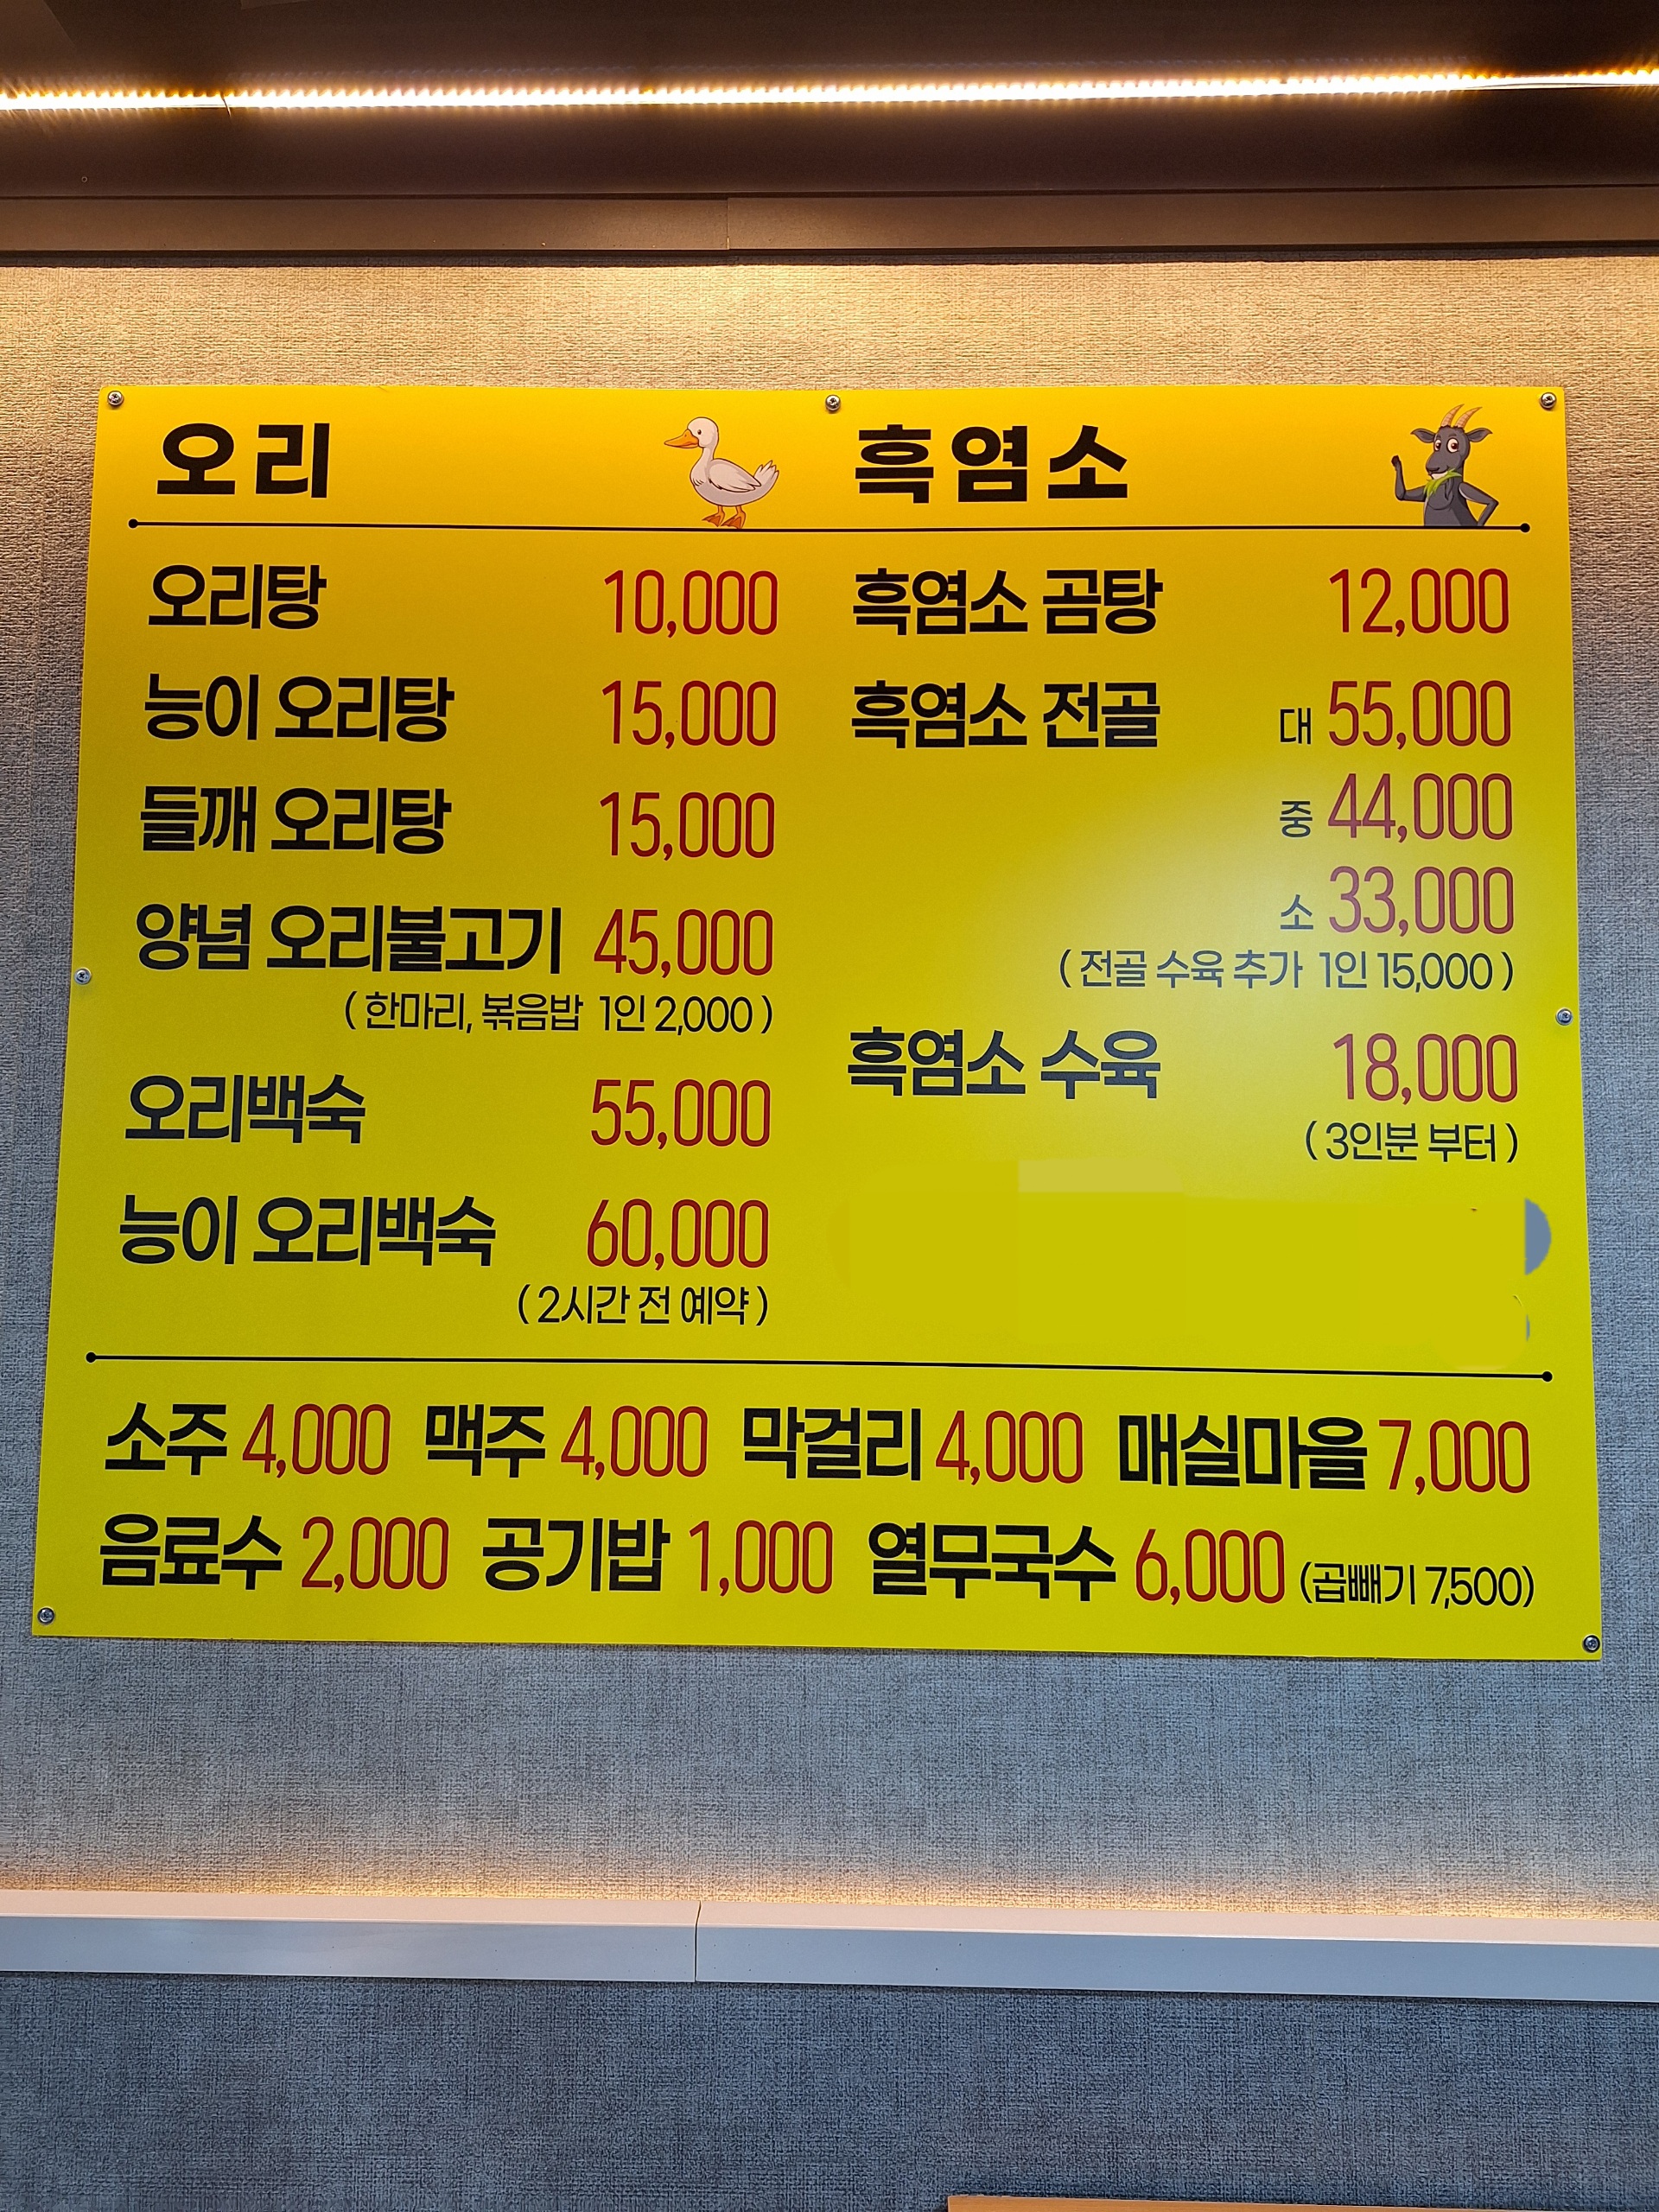 오리
오리탕 10,000
능이 오리탕 15,000
들깨 오리탕 15,000
양념 오리불고기 45,000
( 한마리, 볶음밥 1인 2,000 )
오리백숙 55,000
능이 오리백숙 60,000
( 2시간 전 예약 )
흑염소
흑염소 곰탕 12,000
흑염소 전골 대 55,000
중 44,000
소 33,000
( 전골 수육 추가 1인 15,000 )
흑염소 수육 18,000
( 3인분 부터 )
소주 4,000 맥주 4,000 막걸리 4,000 매실마을 7,000
음료수 2,000 공기밥 1,000 열무국수 6,000 (곱빼기 7,500)